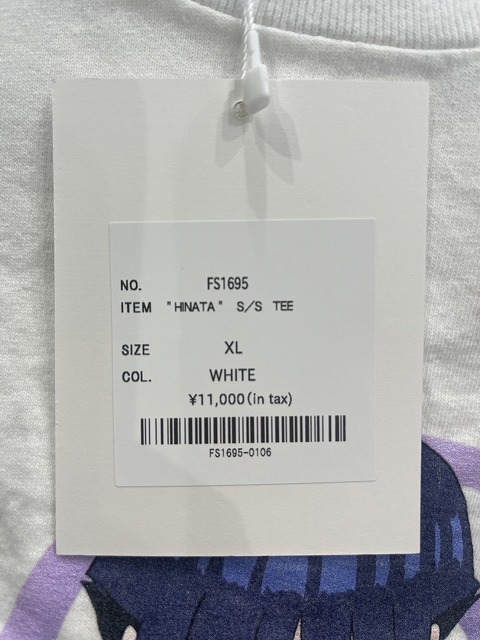 NO. FS1695
ITEM "HINATA" S/S TEE
SIZE XL
COL. WHITE
¥11,000(in tax)
FS1695-0106